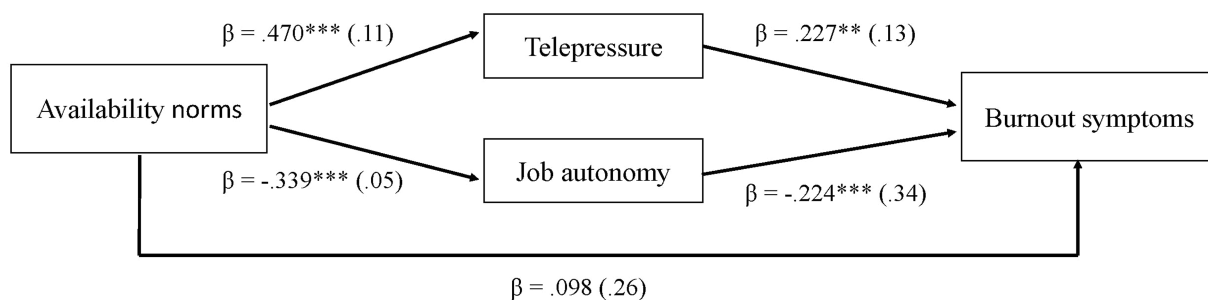 β = .470*** (.11)
Telepressure
β = .227** (.13)
Availability norms
Burnout symptoms
β = -.339*** (.05)
Job autonomy
β = -.224*** (.34)
β = .098 (.26)